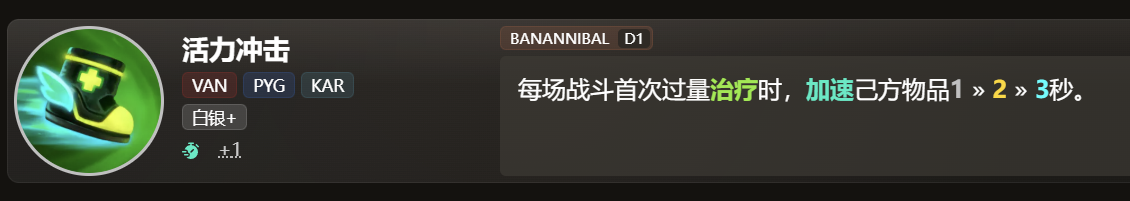 活力冲击
VAN PYG KAR
白银+
+1
BANANNIBAL D1
每场战斗首次过量治疗时，加速己方物品1 » 2 » 3秒。